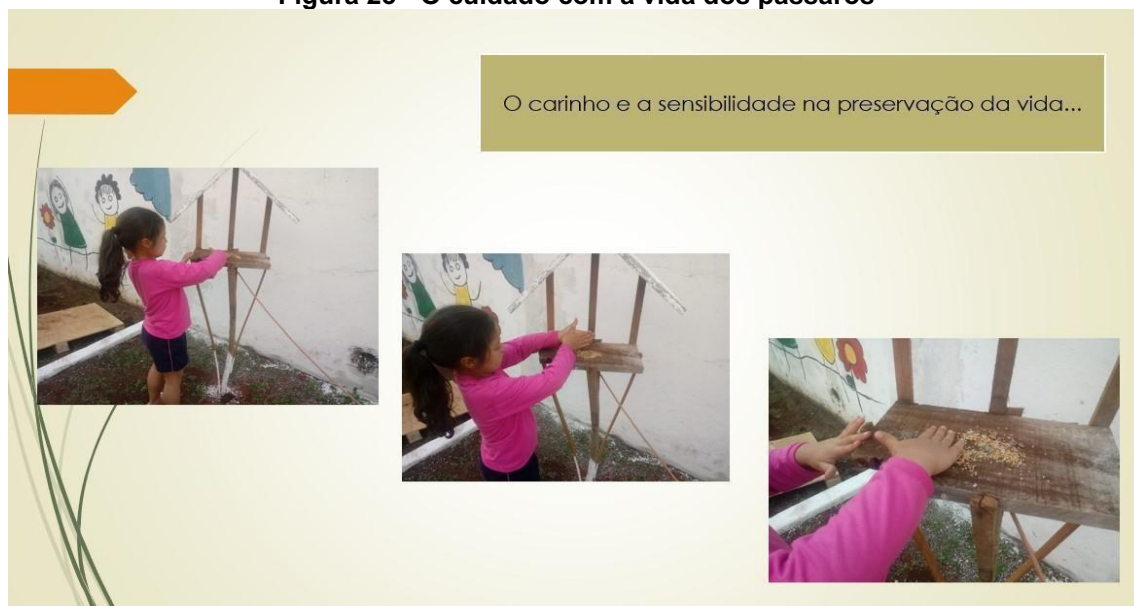 Figura - O cuidado com a vida dos pássaros
O carinho e a sensibilidade na preservação da vida...